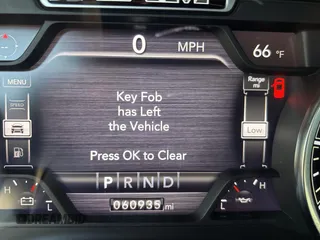 0 MPH
66 °F
MENU
Range
mi
Key Fob
has Left
the Vehicle
Low
Press OK to Clear
P R N D
H H
060935 mi
DREAMBID